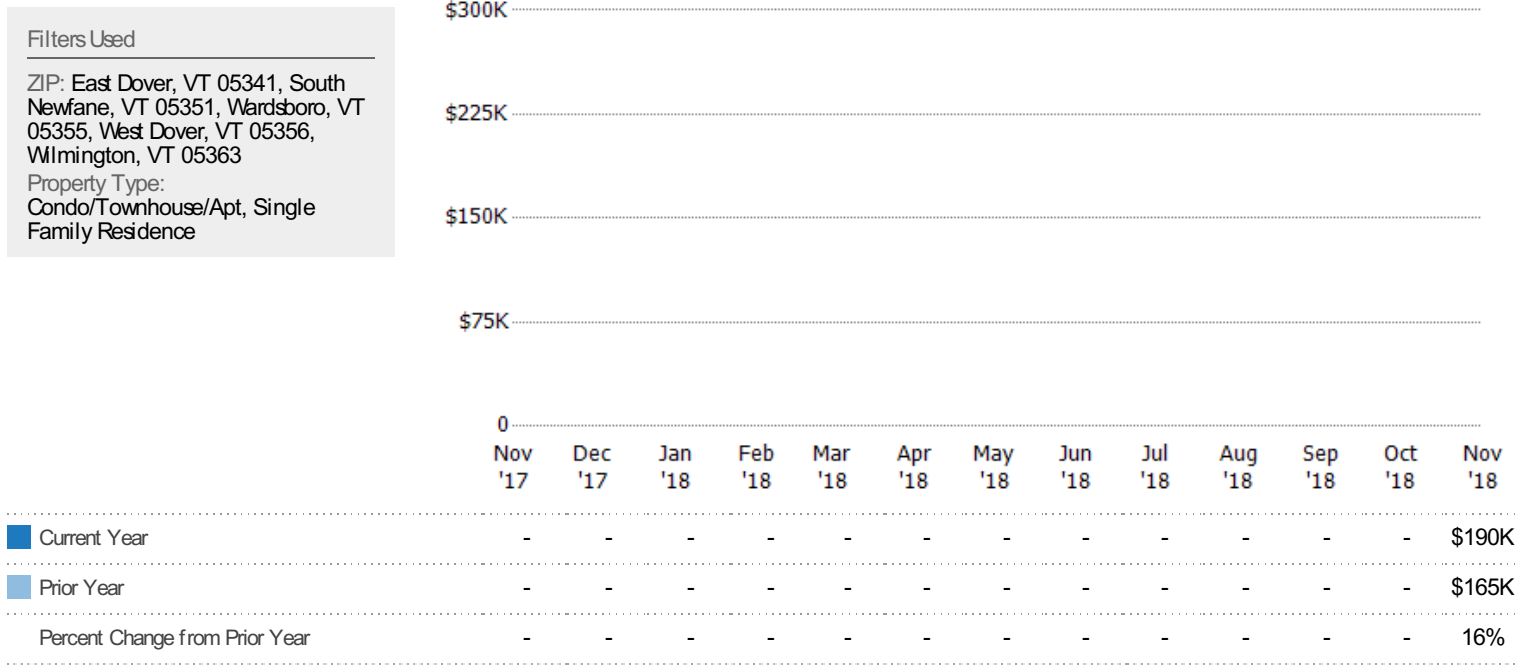 Filters Used
ZIP: East Dover, VT 05341, South
Newfane, VT 05351, Wardsboro, VT
05355, West Dover, VT 05356,
Wilmington, VT 05363
Property Type:
Condo/Townhouse/Apt, Single
Family Residence
$300K
$225K
$150K
$75K
0
Nov Dec Jan Feb Mar Apr May Jun Jul Aug Sep Oct Nov
'17 '17 '18 '18 '18 '18 '18 '18 '18 '18 '18 '18 '18
Current Year - - - - - - - - - - - - $190K
Prior Year - - - - - - - - - - - - $165K
Percent Change from Prior Year - - - - - - - - - - - - 16%